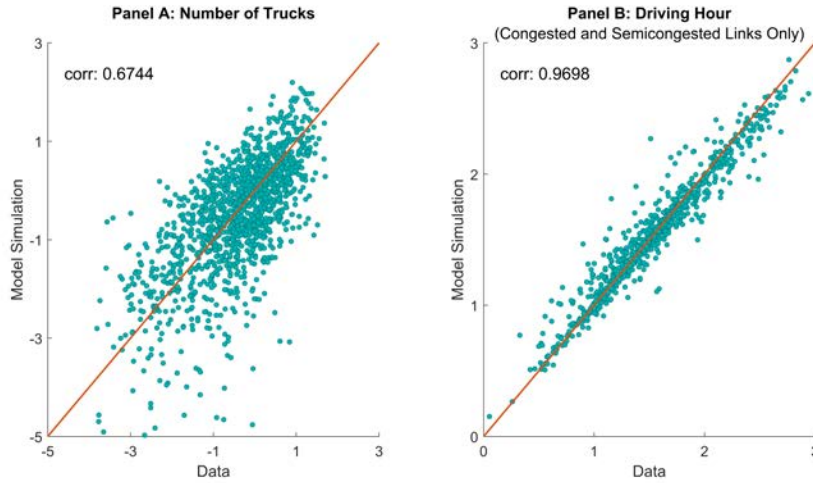 Panel A: Number of Trucks
3
corr: 0.6744
1
-1
-3
-5
Model Simulation
-5
-3
-1
1
3
Data
Panel B: Driving Hour
(Congested and Semicongested Links Only)
3
corr: 0.9698
2
1
0
Model Simulation
0
1
2
3
Data